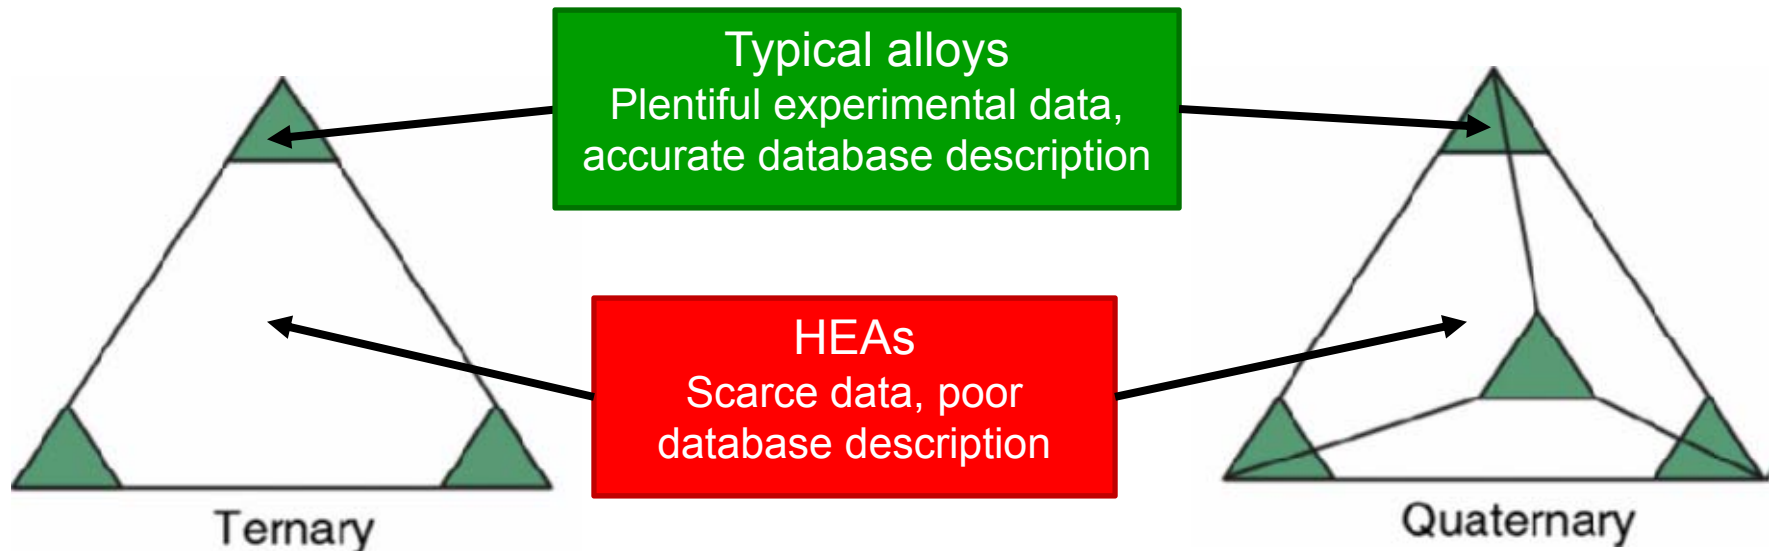 Typical alloys
Plentiful experimental data,
accurate database description
HEAs
Scarce data, poor
database description
Ternary
Quaternary